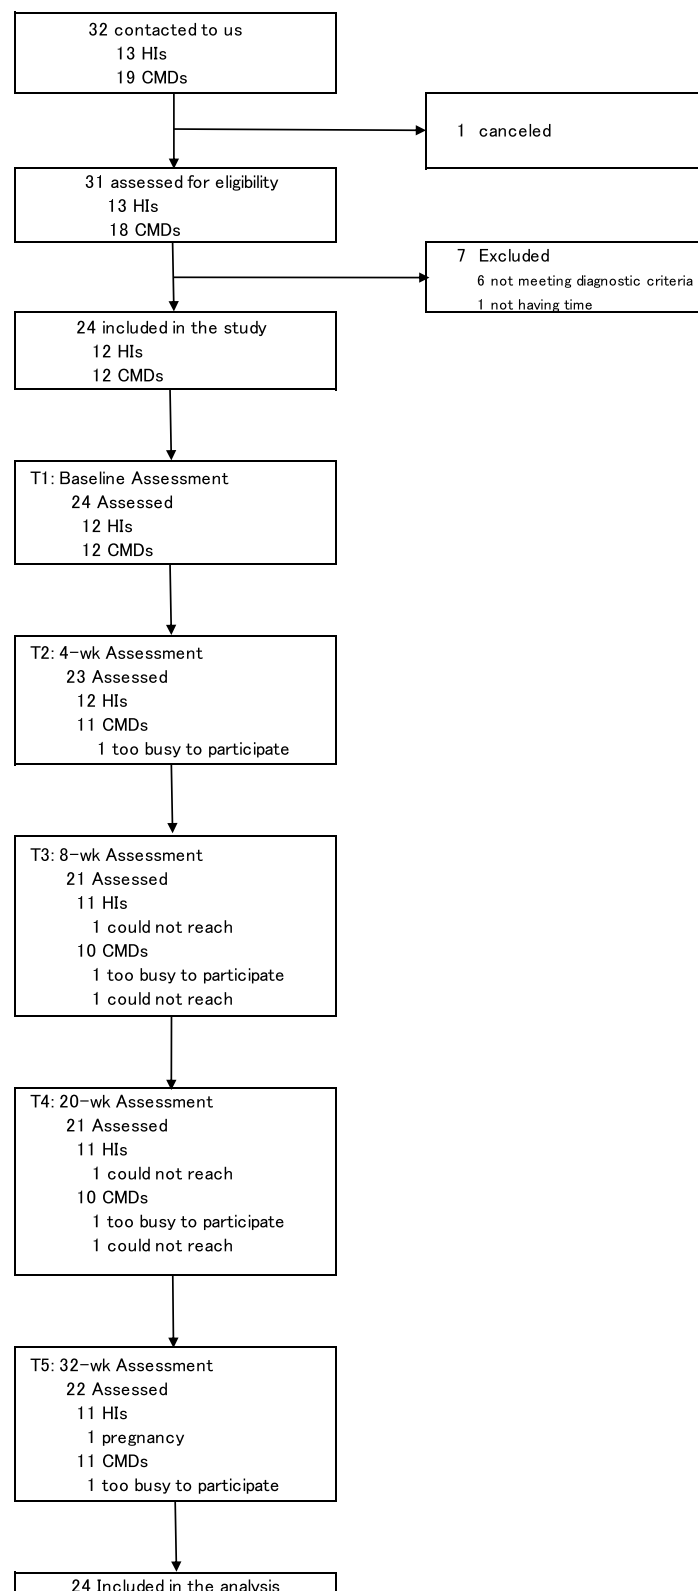 32 contacted to us
13 HIs
19 CMDs
1 canceled
31 assessed for eligibility
13 HIs
18 CMDs
7 Excluded
6 not meeting diagnostic criteria
1 not having time
24 included in the study
12 HIs
12 CMDs
T1: Baseline Assessment
24 Assessed
12 HIs
12 CMDs
T2: 4-wk Assessment
23 Assessed
12 HIs
11 CMDs
1 too busy to participate
T3: 8-wk Assessment
21 Assessed
11 HIs
1 could not reach
10 CMDs
1 too busy to participate
1 could not reach
T4: 20-wk Assessment
21 Assessed
11 HIs
1 could not reach
10 CMDs
1 too busy to participate
1 could not reach
T5: 32-wk Assessment
22 Assessed
11 HIs
1 pregnancy
11 CMDs
1 too busy to participate
24 Included in the analysis